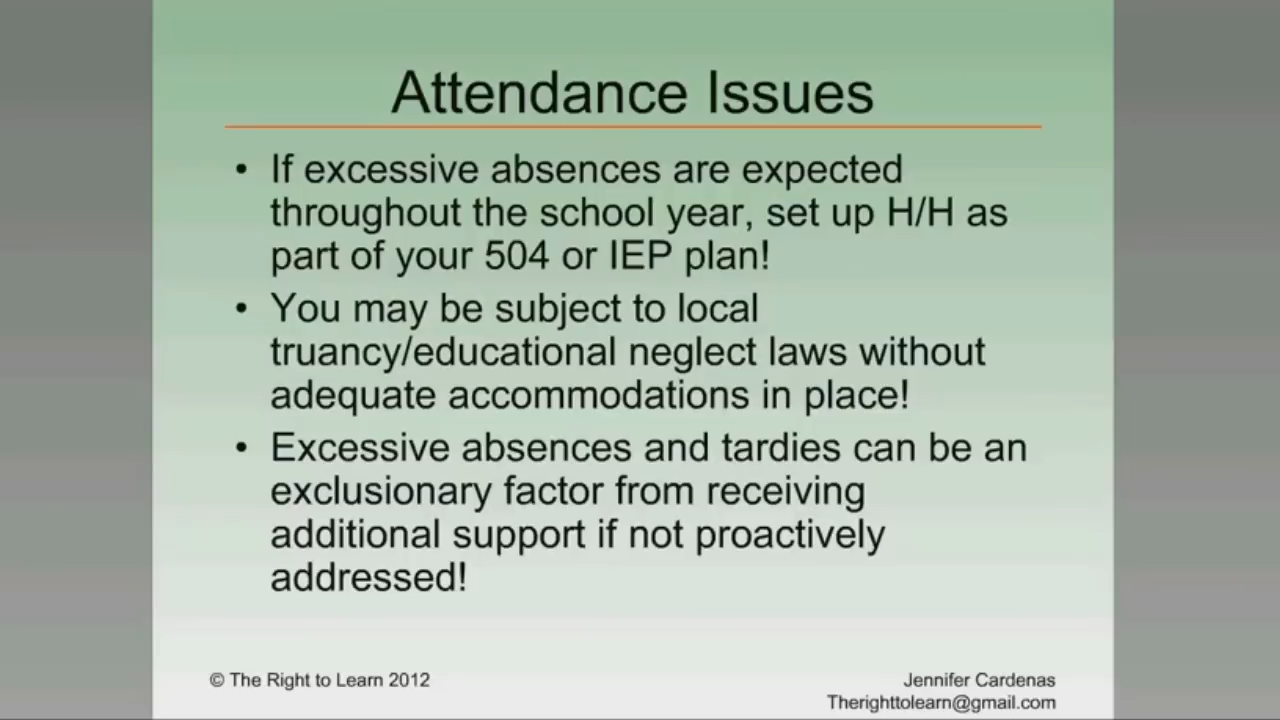 Attendance Issues
• If excessive absences are expected
throughout the school year, set up H/H as
part of your 504 or IEP plan!
• You may be subject to local
truancy/educational neglect laws without
adequate accommodations in place!
• Excessive absences and tardies can be an
exclusionary factor from receiving
additional support if not proactively
addressed!
© The Right to Learn 2012
Jennifer Cardenas
Therighttolearn@gmail.com